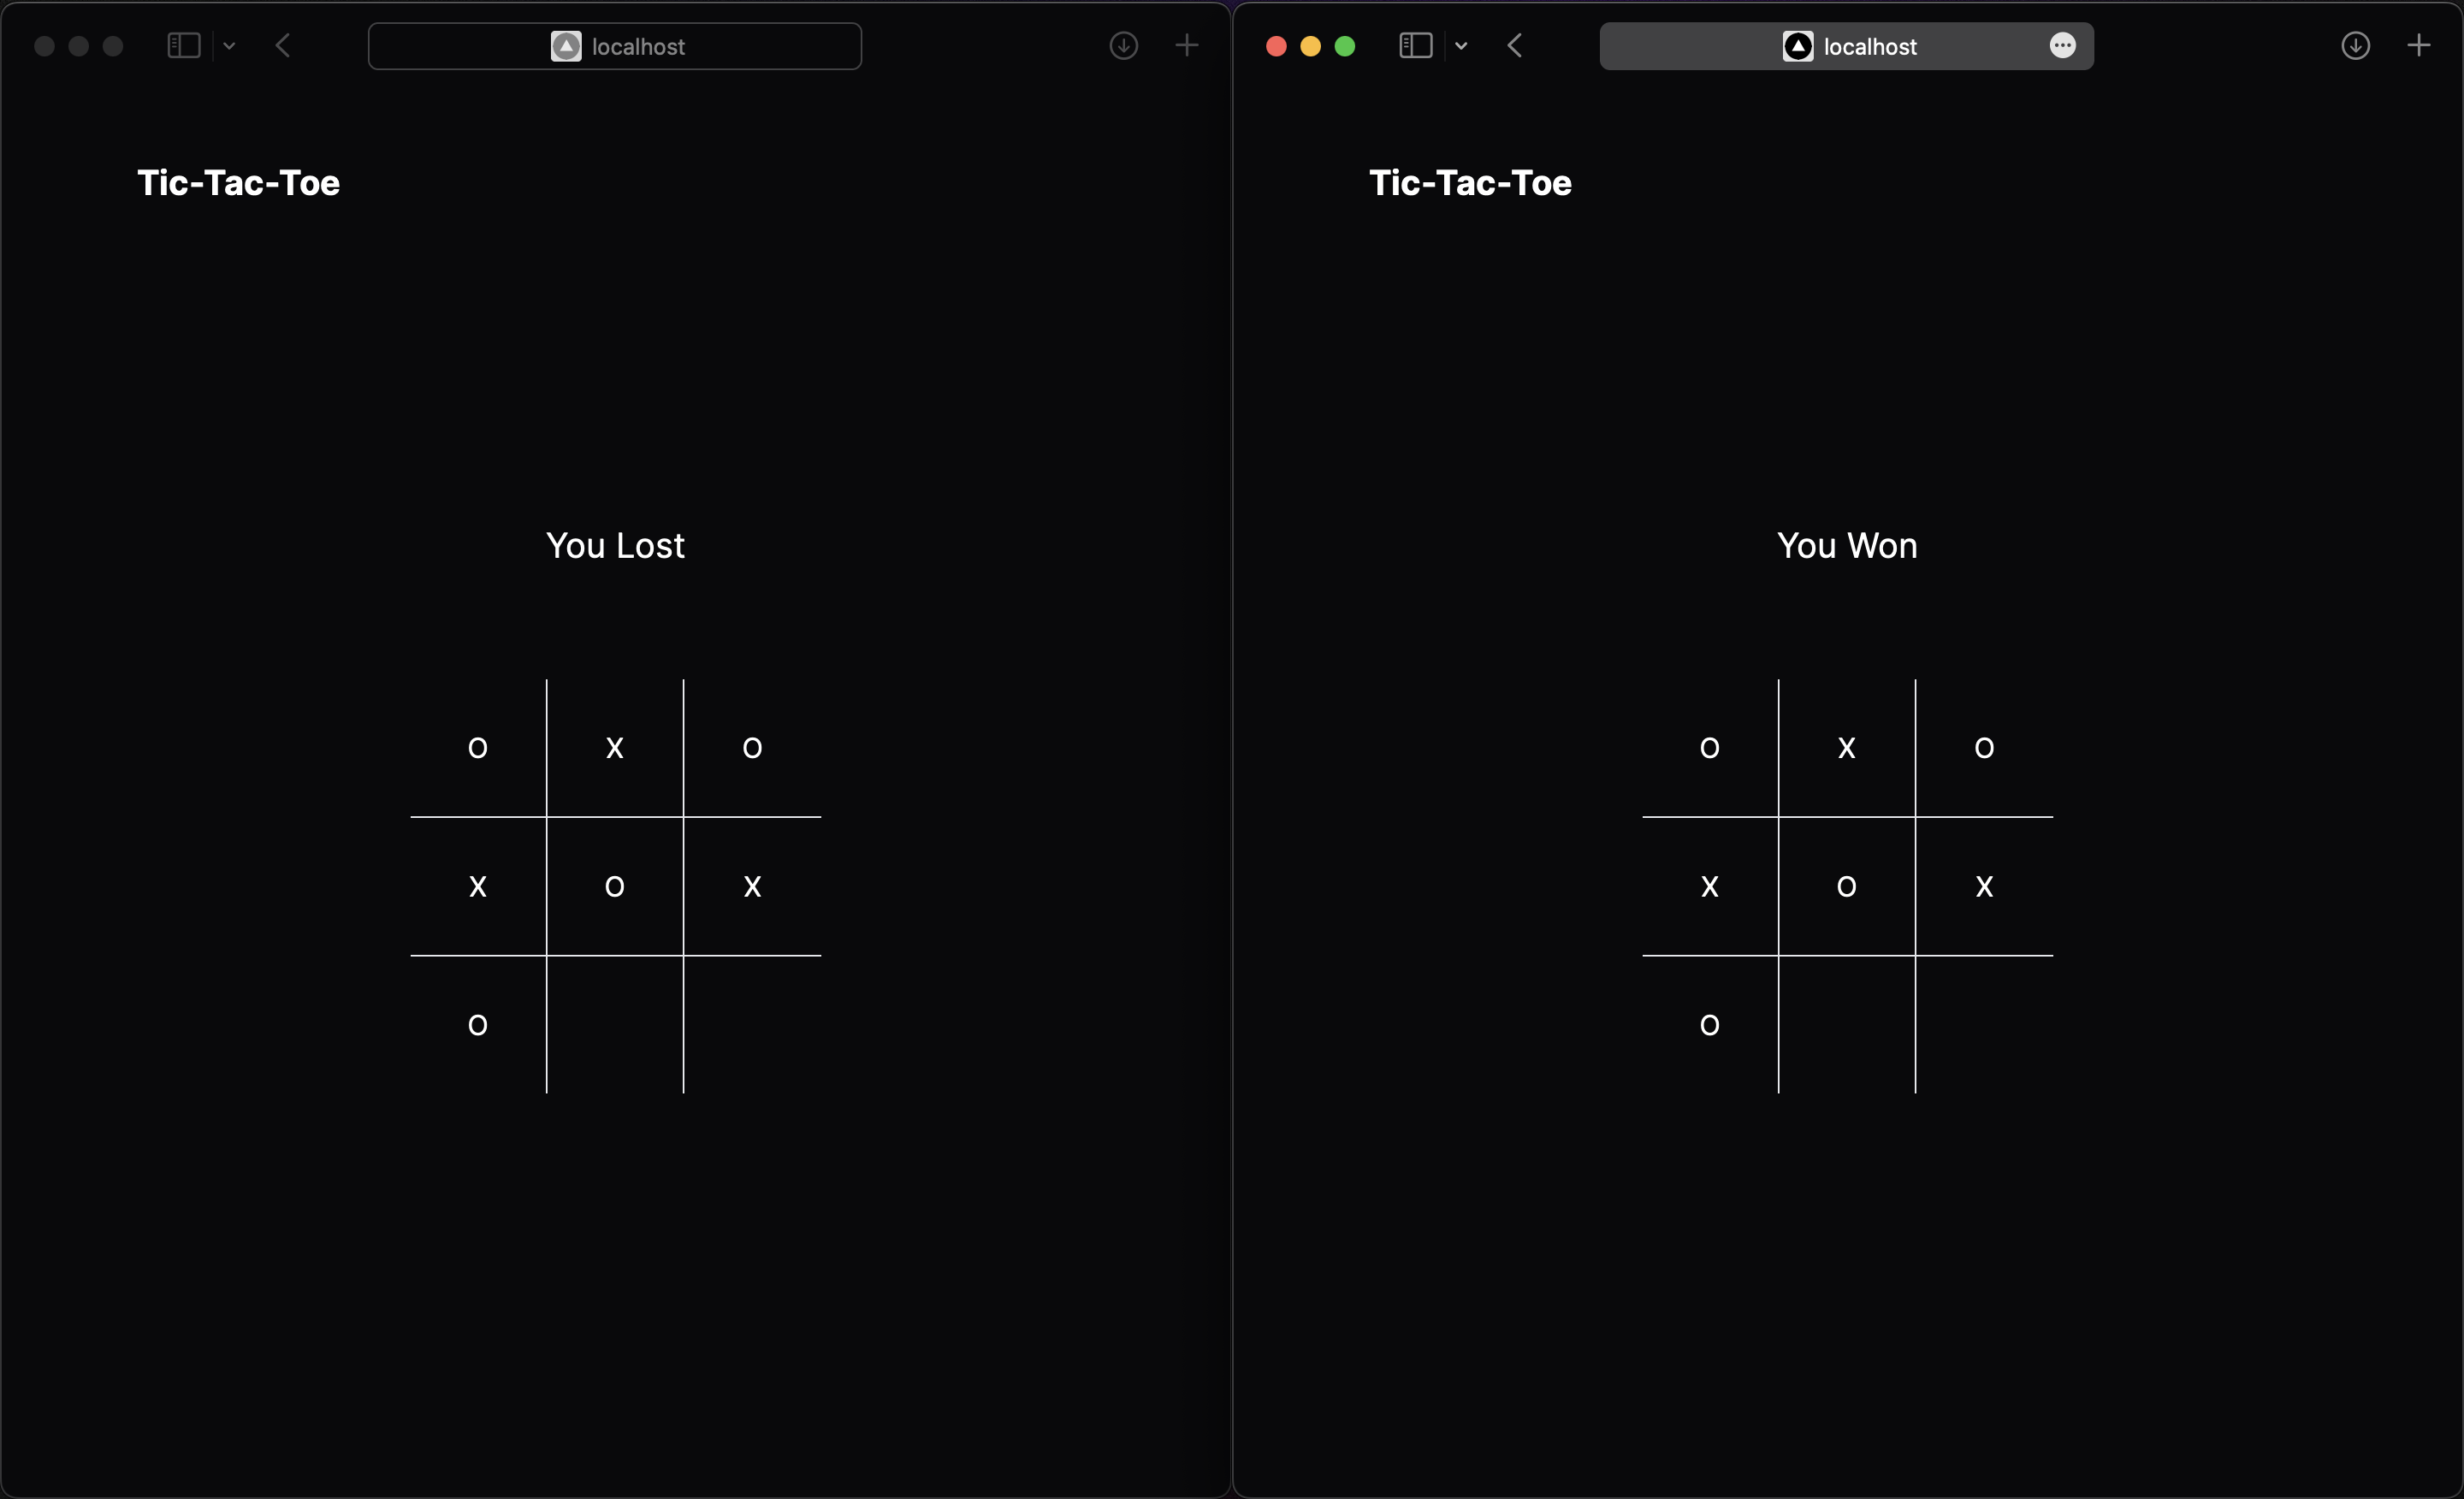 localhost
Tic-Tac-Toe
You Lost
o x o
x o x
o
localhost
Tic-Tac-Toe
You Won
o x o
x o x
o